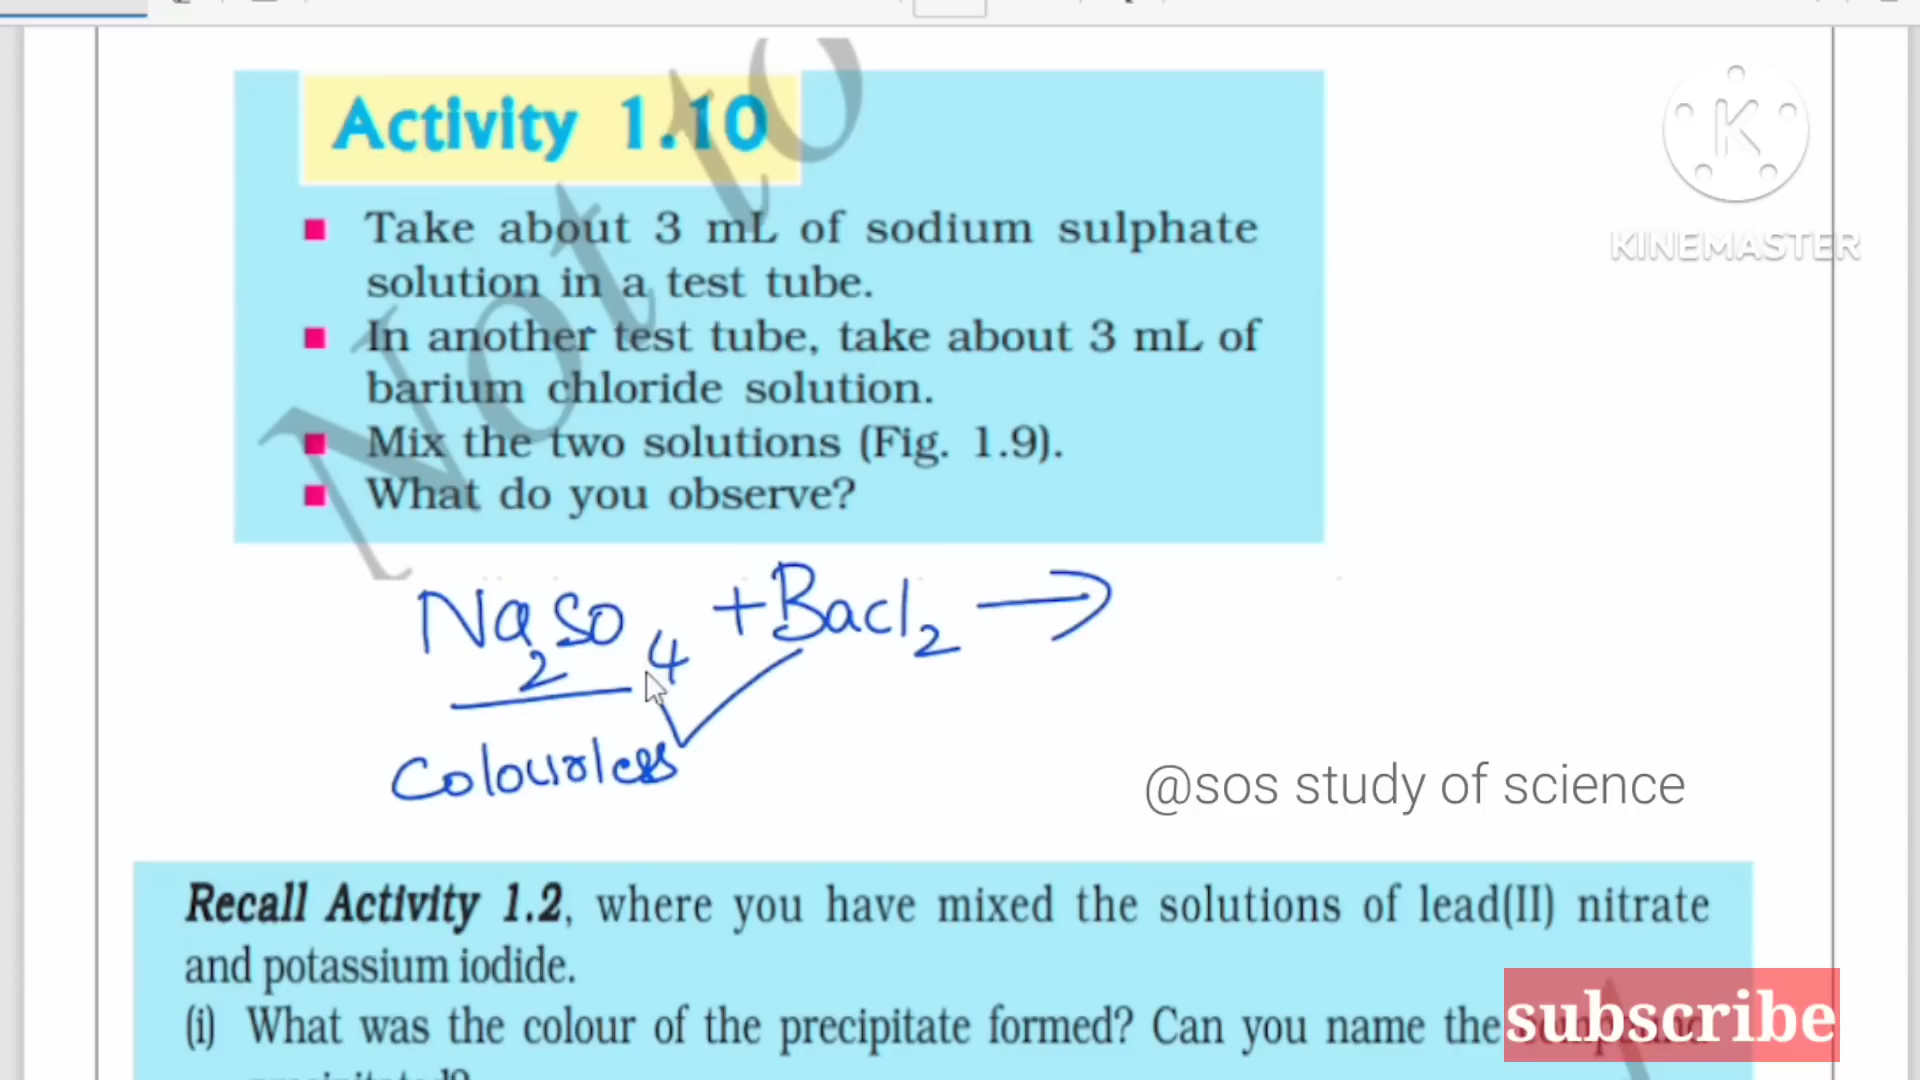 Not to
Activity 1.10
K
KINEMASTER
■ Take about 3 mL of sodium sulphate
solution in a test tube.
■ In another test tube, take about 3 mL of
barium chloride solution.
■ Mix the two solutions (Fig. 1.9).
■ What do you observe?
Na2SO4 + Bacl2 →
Colourless
@sos study of science
Recall Activity 1.2, where you have mixed the solutions of lead(II) nitrate
and potassium iodide.
(i) What was the colour of the precipitate formed? Can you name the
subscribe